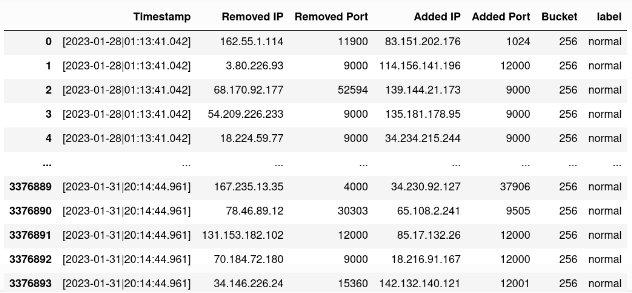 Timestamp Removed IP Removed Port Added IP Added Port Bucket label
0 [2023-01-28|01:13:41.042] 162.55.1.114 11900 83.151.202.176 1024 256 normal
1 [2023-01-28|01:13:41.042] 3.80.226.93 9000 114.156.141.196 12000 256 normal
2 [2023-01-28|01:13:41.042] 68.170.92.177 52594 139.144.21.173 9000 256 normal
3 [2023-01-28|01:13:41.042] 54.209.226.233 9000 135.181.178.95 9000 256 normal
4 [2023-01-28|01:13:41.042] 18.224.59.77 9000 34.234.215.244 9000 256 normal
... ... ... ... ... ... ... ...
3376889 [2023-01-31|20:14:44.961] 167.235.13.35 4000 34.230.92.127 37906 256 normal
3376890 [2023-01-31|20:14:44.961] 78.46.89.12 30303 65.108.2.241 9505 256 normal
3376891 [2023-01-31|20:14:44.961] 131.153.182.102 12000 85.17.132.26 12000 256 normal
3376892 [2023-01-31|20:14:44.961] 70.184.72.180 9000 18.216.91.167 12000 256 normal
3376893 [2023-01-31|20:14:44.961] 34.146.226.24 15360 142.132.140.121 12001 256 normal